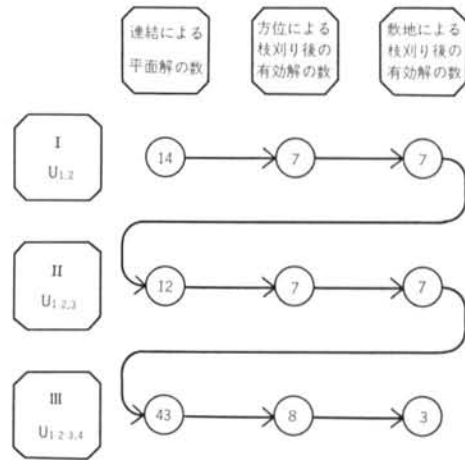 連結による
平面解の数
方位による
枝刈り後の
有効解の数
敷地による
枝刈り後の
有効解の数
I
U1,2
14
7
7
II
U1·2,3
12
7
7
III
U1·2·3,4
43
8
3